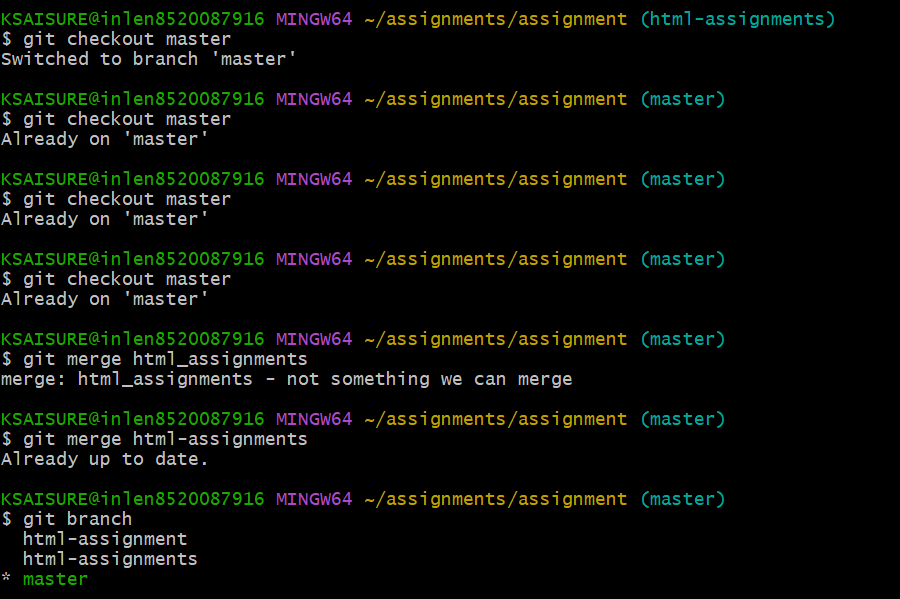 KSAISURE@inlen8520087916 MINGW64 ~/assignments/assignment (html-assignments)
$ git checkout master
Switched to branch 'master'

KSAISURE@inlen8520087916 MINGW64 ~/assignments/assignment (master)
$ git checkout master
Already on 'master'

KSAISURE@inlen8520087916 MINGW64 ~/assignments/assignment (master)
$ git checkout master
Already on 'master'

KSAISURE@inlen8520087916 MINGW64 ~/assignments/assignment (master)
$ git checkout master
Already on 'master'

KSAISURE@inlen8520087916 MINGW64 ~/assignments/assignment (master)
$ git merge html_assignments
merge: html_assignments - not something we can merge

KSAISURE@inlen8520087916 MINGW64 ~/assignments/assignment (master)
$ git merge html-assignments
Already up to date.

KSAISURE@inlen8520087916 MINGW64 ~/assignments/assignment (master)
$ git branch
  html-assignment
  html-assignments
* master